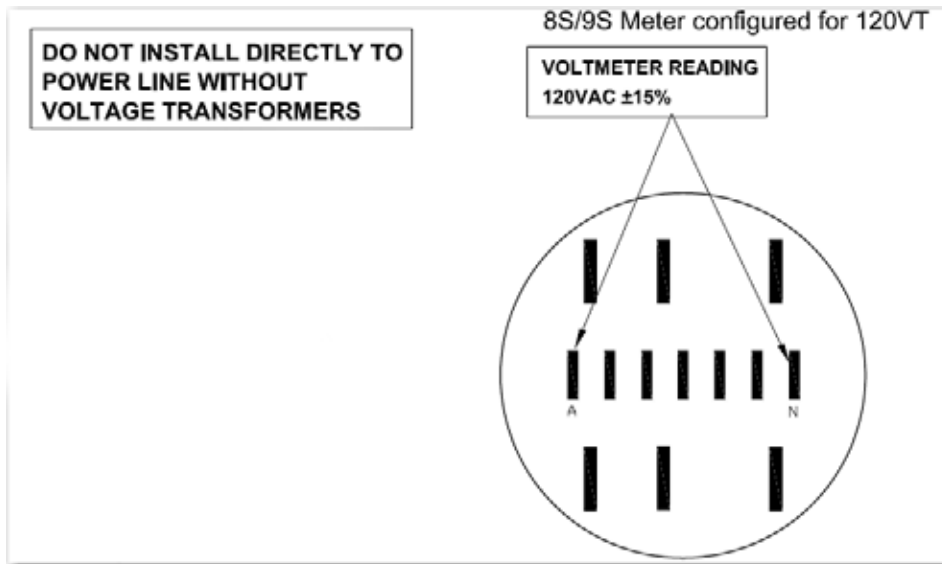 8S/9S Meter configured for 120VT
DO NOT INSTALL DIRECTLY TO
POWER LINE WITHOUT
VOLTAGE TRANSFORMERS
VOLTMETER READING
120VAC ±15%
A
N